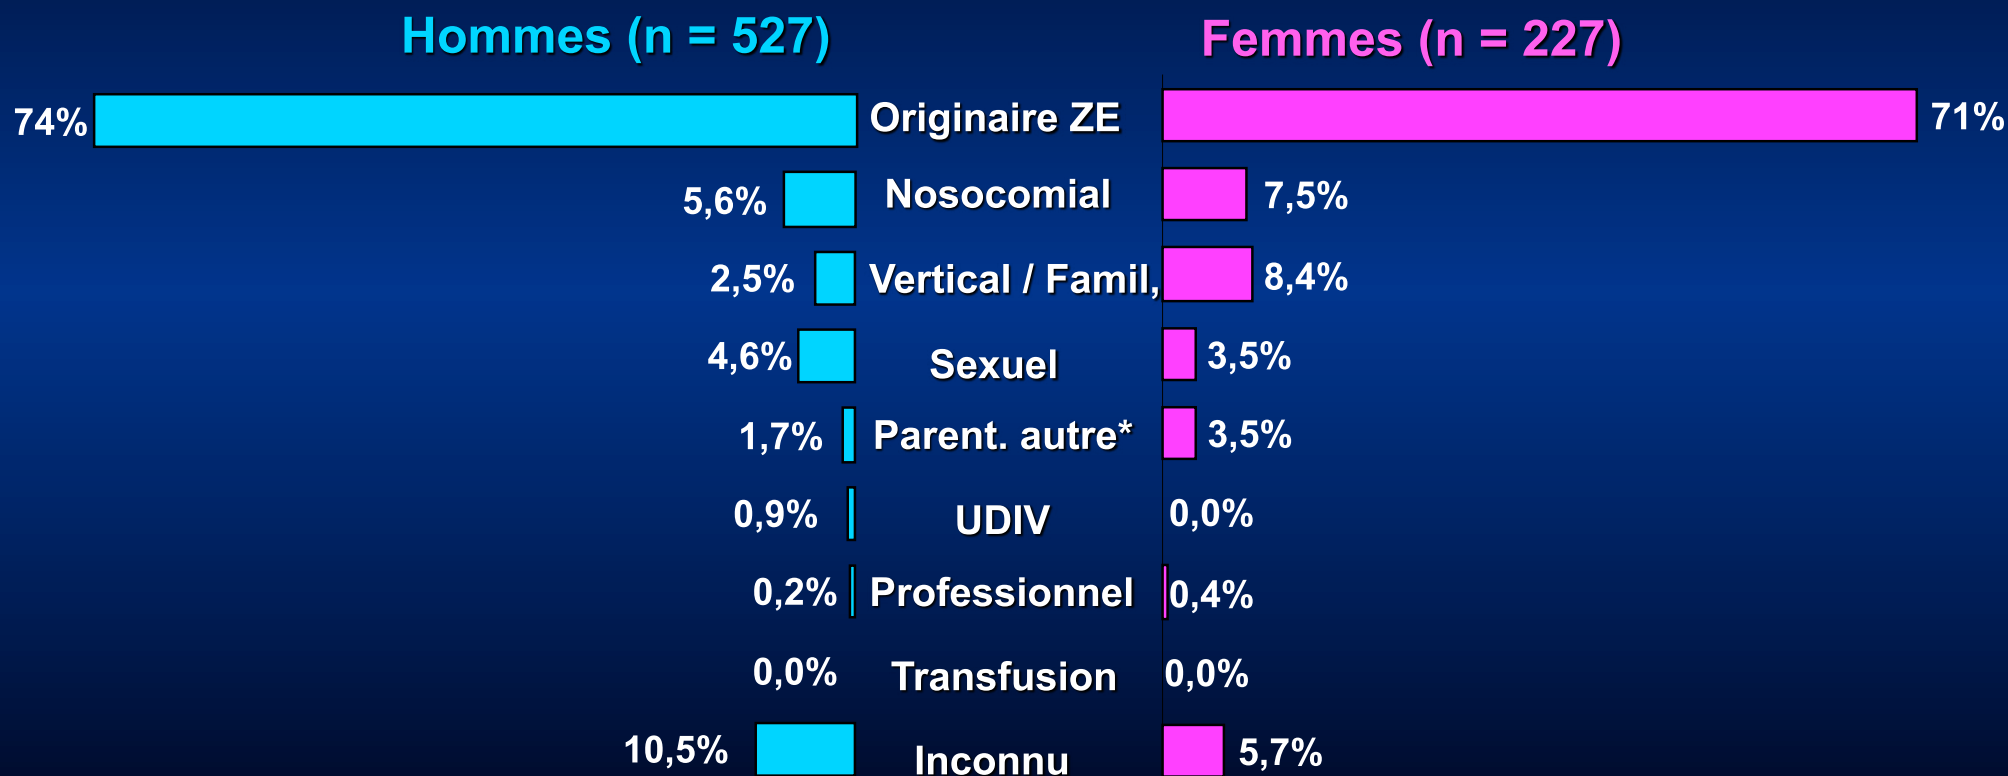 Hommes (n = 527) Femmes (n = 227)
74% Originaire ZE 71%
5,6% Nosocomial 7,5%
2,5% Vertical / Famil, 8,4%
4,6% Sexuel 3,5%
1,7% Parent. autre* 3,5%
0,9% UDIV 0,0%
0,2% Professionnel 0,4%
0,0% Transfusion 0,0%
10,5% Inconnu 5,7%